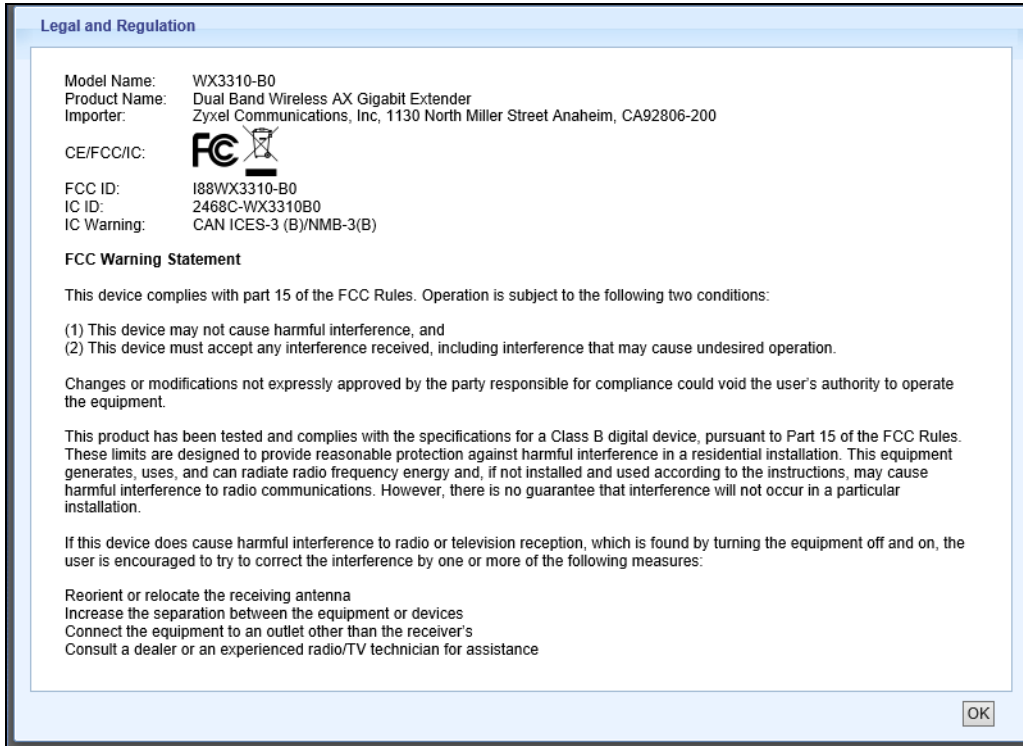 Legal and Regulation
Model Name: WX3310-B0
Product Name: Dual Band Wireless AX Gigabit Extender
Importer: Zyxel Communications, Inc, 1130 North Miller Street Anaheim, CA92806-200
CE/FCC/IC: FC
FCC ID: I88WX3310-B0
IC ID: 2468C-WX3310B0
IC Warning: CAN ICES-3 (B)/NMB-3(B)
FCC Warning Statement
This device complies with part 15 of the FCC Rules. Operation is subject to the following two conditions:
(1) This device may not cause harmful interference, and
(2) This device must accept any interference received, including interference that may cause undesired operation.
Changes or modifications not expressly approved by the party responsible for compliance could void the user's authority to operate
the equipment.
This product has been tested and complies with the specifications for a Class B digital device, pursuant to Part 15 of the FCC Rules.
These limits are designed to provide reasonable protection against harmful interference in a residential installation. This equipment
generates, uses, and can radiate radio frequency energy and, if not installed and used according to the instructions, may cause
harmful interference to radio communications. However, there is no guarantee that interference will not occur in a particular
installation.
If this device does cause harmful interference to radio or television reception, which is found by turning the equipment off and on, the
user is encouraged to try to correct the interference by one or more of the following measures:
Reorient or relocate the receiving antenna
Increase the separation between the equipment or devices
Connect the equipment to an outlet other than the receiver's
Consult a dealer or an experienced radio/TV technician for assistance
OK